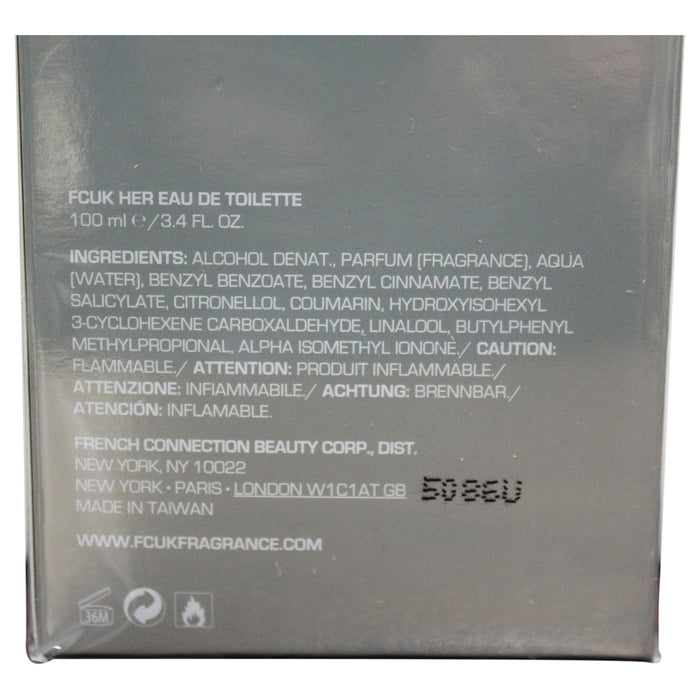 FCUK HER EAU DE TOILETTE
100 ml ℮/3.4 FL. OZ.
INGREDIENTS: ALCOHOL DENAT., PARFUM (FRAGRANCE), AQUA
(WATER), BENZYL BENZOATE, BENZYL CINNAMATE, BENZYL
SALICYLATE, CITRONELLOL, COUMARIN, HYDROXYISOHEXYL
3-CYCLOHEXENE CARBOXALDEHYDE, LINALOOL, BUTYLPHENYL
METHYLPROPIONAL, ALPHA ISOMETHYL IONONE./ CAUTION:
FLAMMABLE./ ATTENTION: PRODUIT INFLAMMABLE./
ATTENZIONE: INFIAMMABILE./ ACHTUNG: BRENNBAR./
ATENCIÓN: INFLAMABLE.
FRENCH CONNECTION BEAUTY CORP., DIST.
NEW YORK, NY 10022
NEW YORK • PARIS • LONDON W1C1AT GB 5086U
MADE IN TAIWAN
WWW.FCUKFRAGRANCE.COM
36M